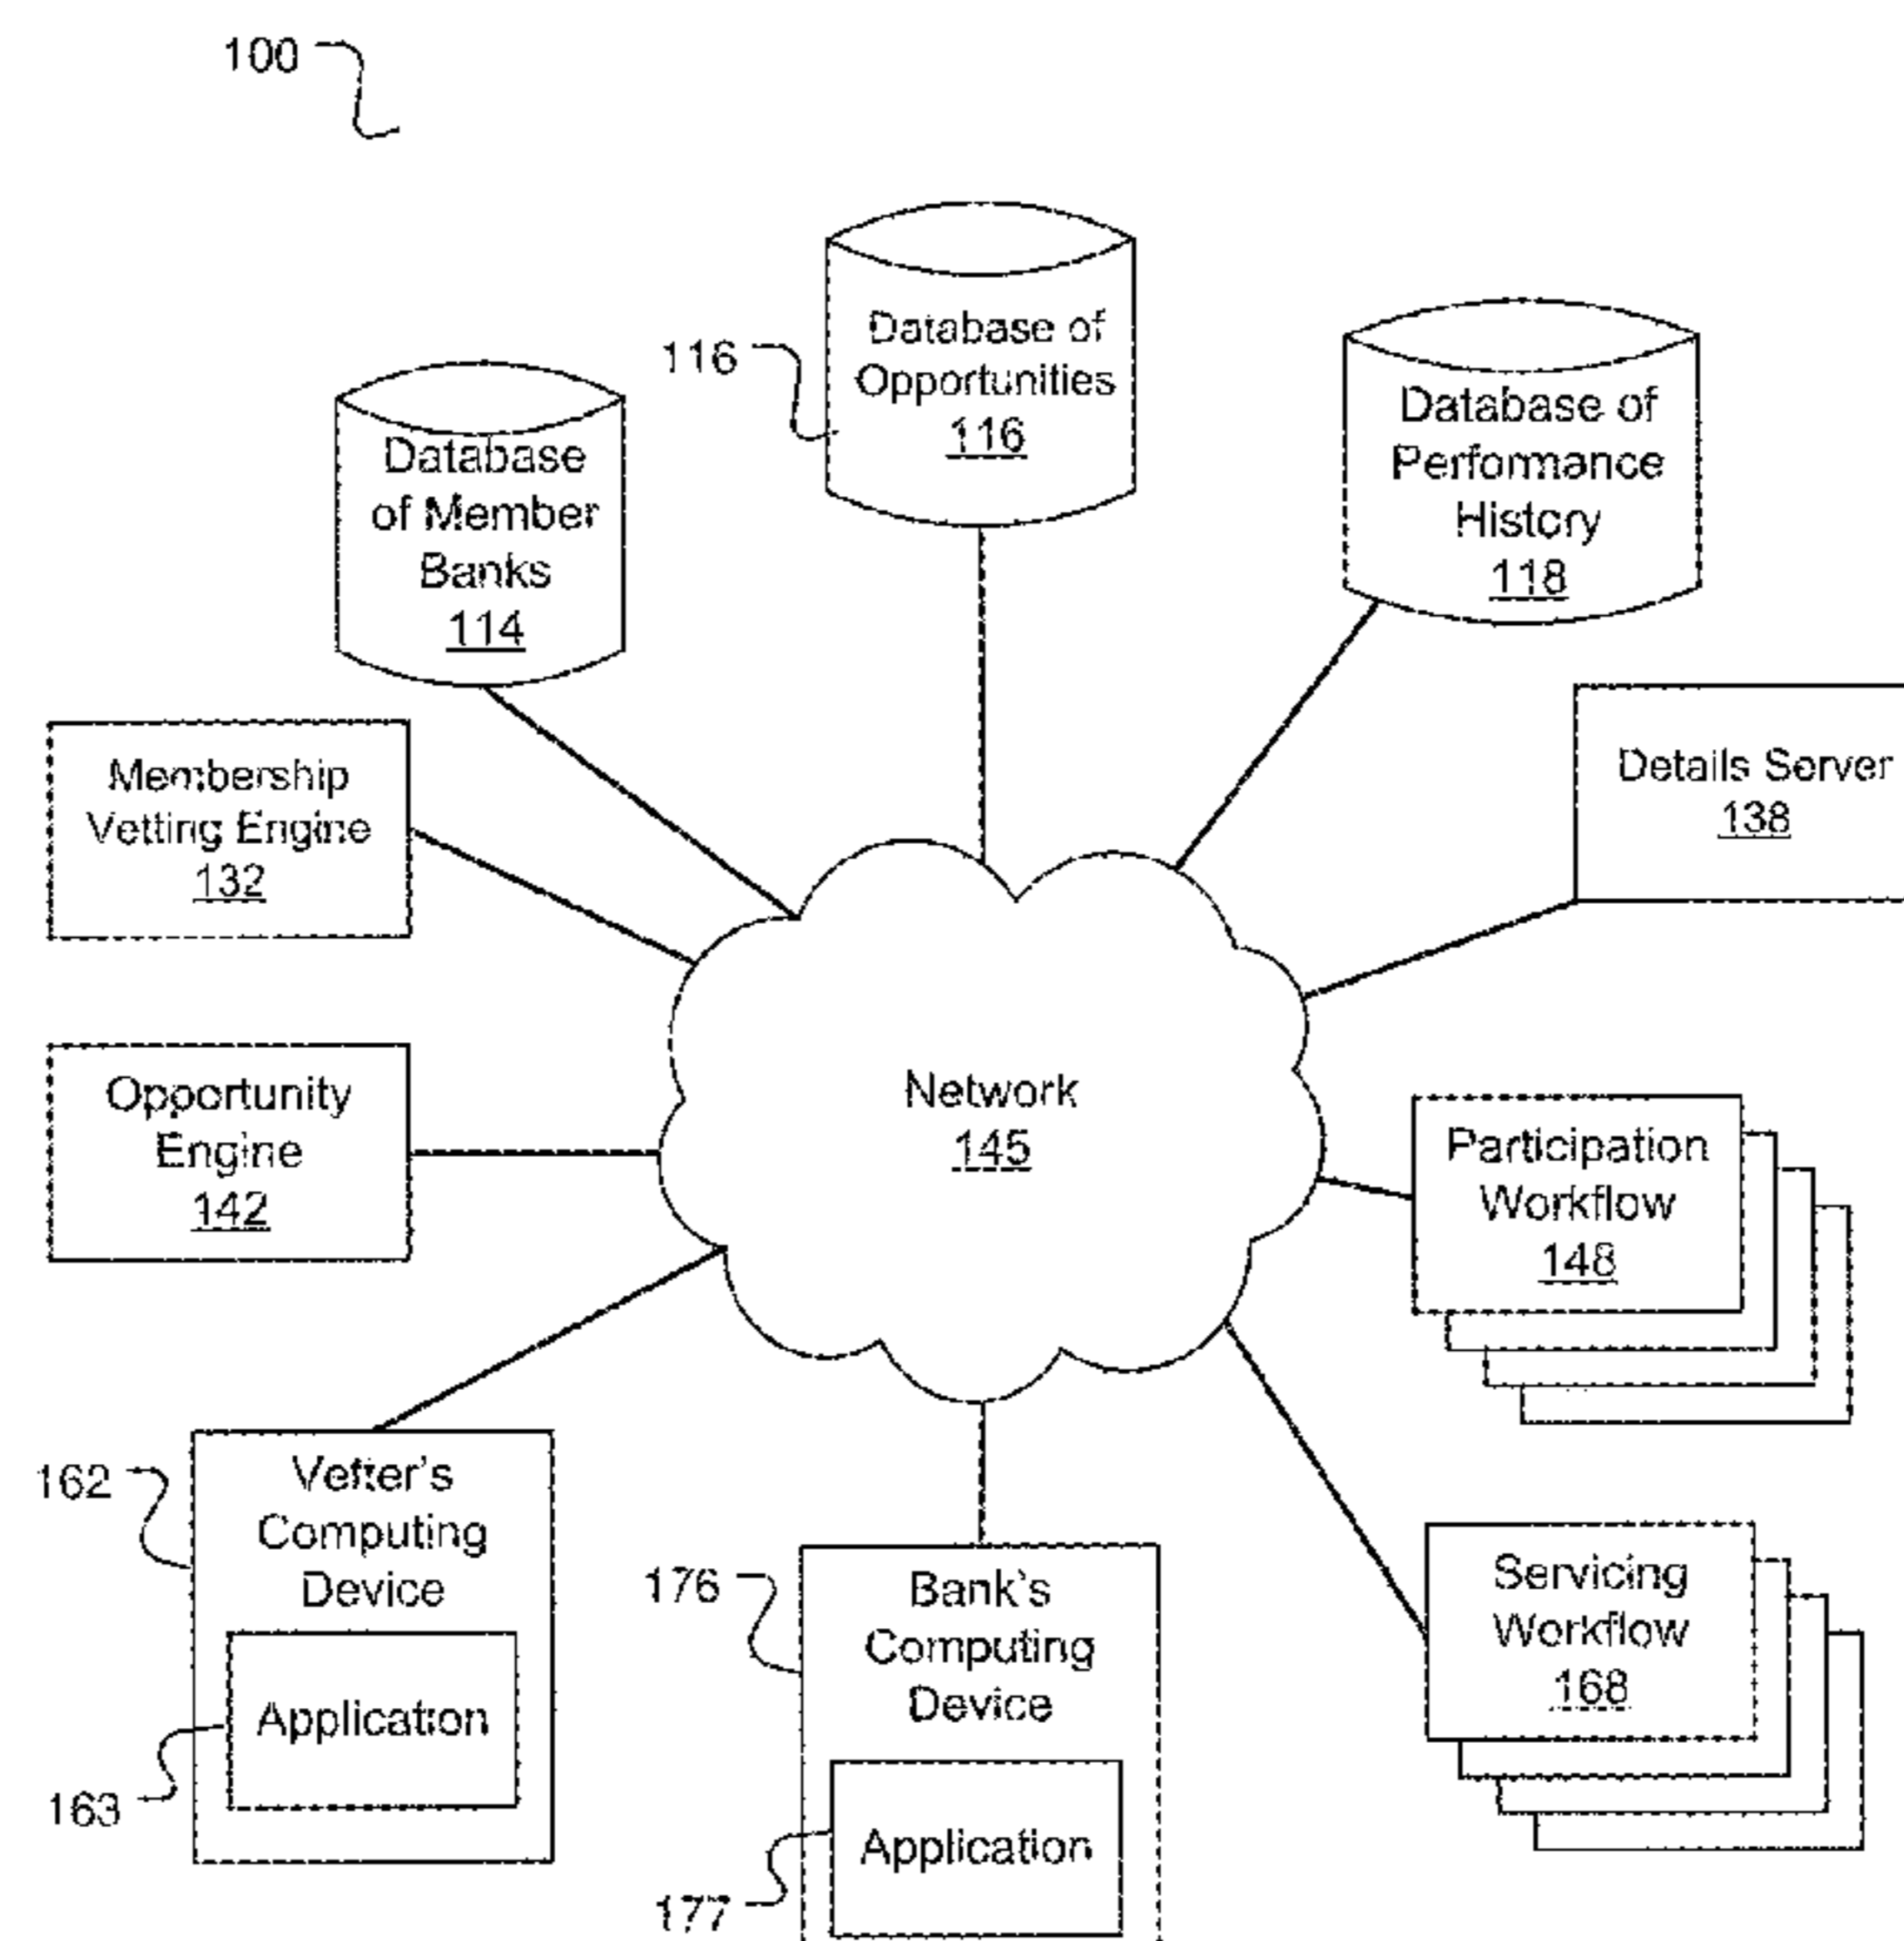 100
116
Database of
Opportunities
116
Database of
Performance
History
118
Database
of Member
Banks
114
Membership
Vetting Engine
132
Details Server
138
Opportunity
Engine
142
Network
145
Participation
Workflow
148
162
Vetter's
Computing
Device
Application
163
176
Bank's
Computing
Device
Application
177
Servicing
Workflow
168